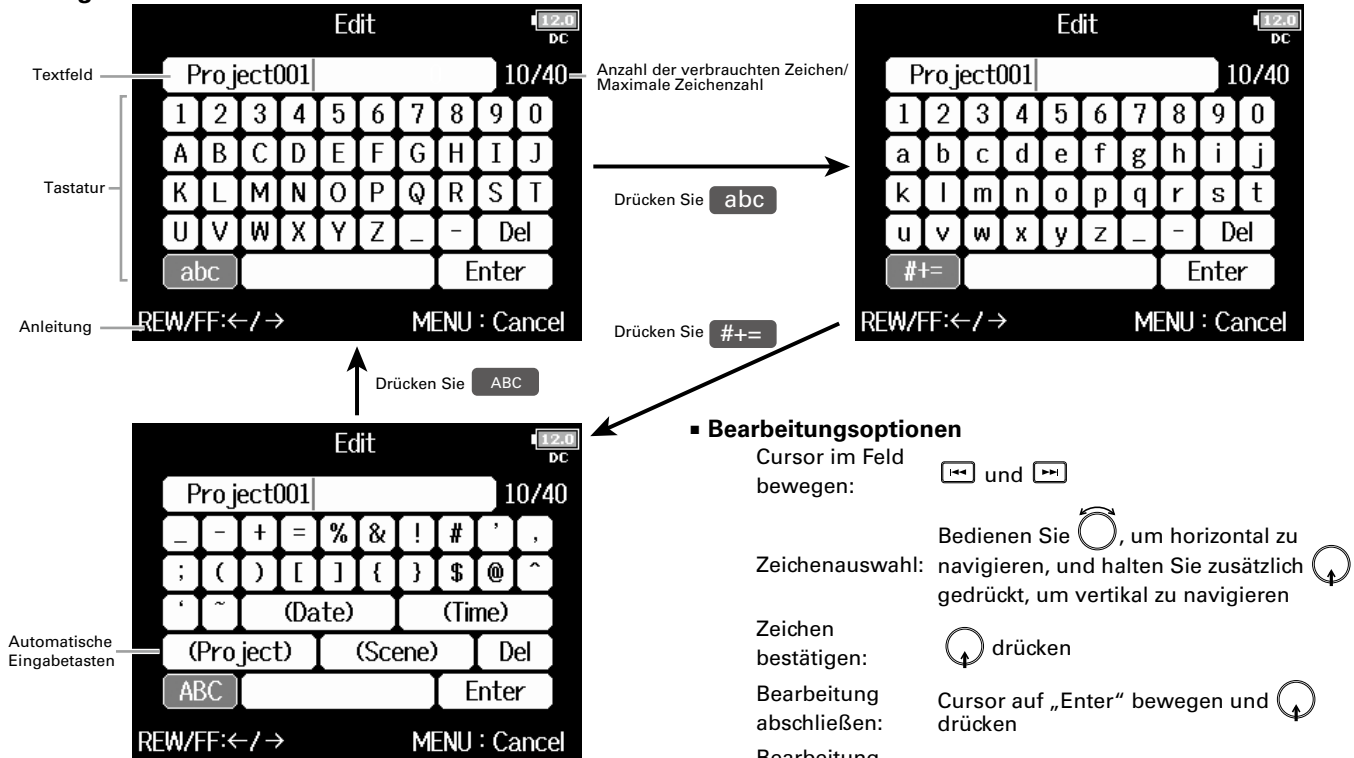 Edit
12.0
DC
Textfeld
Project001
10/40
Anzahl der verbrauchten Zeichen/
Maximale Zeichenzahl
Tastatur
1 2 3 4 5 6 7 8 9 0
A B C D E F G H I J
K L M N O P Q R S T
U V W X Y Z _ - Del
abc Enter
Anleitung
REW/FF:←/→ MENU : Cancel
Drücken Sie abc
Edit
12.0
DC
Project001
10/40
1 2 3 4 5 6 7 8 9 0
a b c d e f g h i j
k l m n o p q r s t
u v w x y z _ - Del
#+= Enter
REW/FF:←/→ MENU : Cancel
Drücken Sie #+=
Drücken Sie ABC
Edit
12.0
DC
Project001
10/40
_ - + = % & ! # ' ,
; ( ) [ ] { } $ @ ^
‘ ~ (Date) (Time)
Automatische
Eingabetasten
(Project) (Scene) Del
ABC Enter
REW/FF:←/→ MENU : Cancel
▪ Bearbeitungsoptionen
Cursor im Feld
bewegen:
und
Zeichenauswahl:
Bedienen Sie , um horizontal zu
navigieren, und halten Sie zusätzlich
gedrückt, um vertikal zu navigieren
Zeichen
bestätigen:
drücken
Bearbeitung
abschließen:
Cursor auf „Enter“ bewegen und
drücken
Bearbeitung